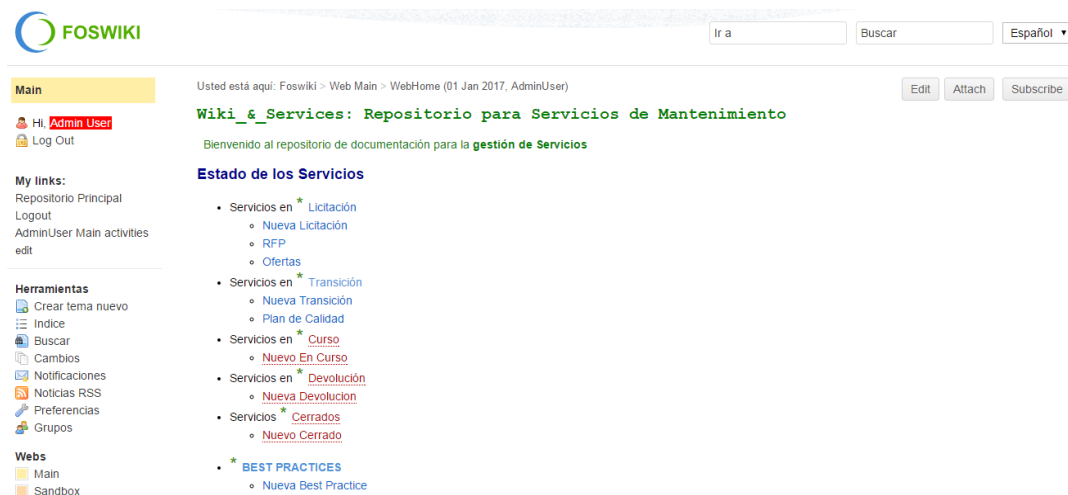 FOSWIKI
Ir a
Buscar
Español
Main
Hi, Admin User
Log Out
My links:
Repositorio Principal
Logout
AdminUser Main activities
edit
Herramientas
Crear tema nuevo
Indice
Buscar
Cambios
Notificaciones
Noticias RSS
Preferencias
Grupos
Webs
Main
Sandbox
Usted está aquí: Foswiki > Web Main > WebHome (01 Jan 2017, AdminUser)
Edit
Attach
Subscribe
Wiki_&_Services: Repositorio para Servicios de Mantenimiento
Bienvenido al repositorio de documentación para la gestión de Servicios
Estado de los Servicios
• Servicios en * Licitación
◦ Nueva Licitación
◦ RFP
◦ Ofertas
• Servicios en * Transición
◦ Nueva Transición
◦ Plan de Calidad
• Servicios en * Curso
◦ Nuevo En Curso
• Servicios en * Devolución
◦ Nueva Devolucion
• Servicios * Cerrados
◦ Nuevo Cerrado
• * BEST PRACTICES
◦ Nueva Best Practice